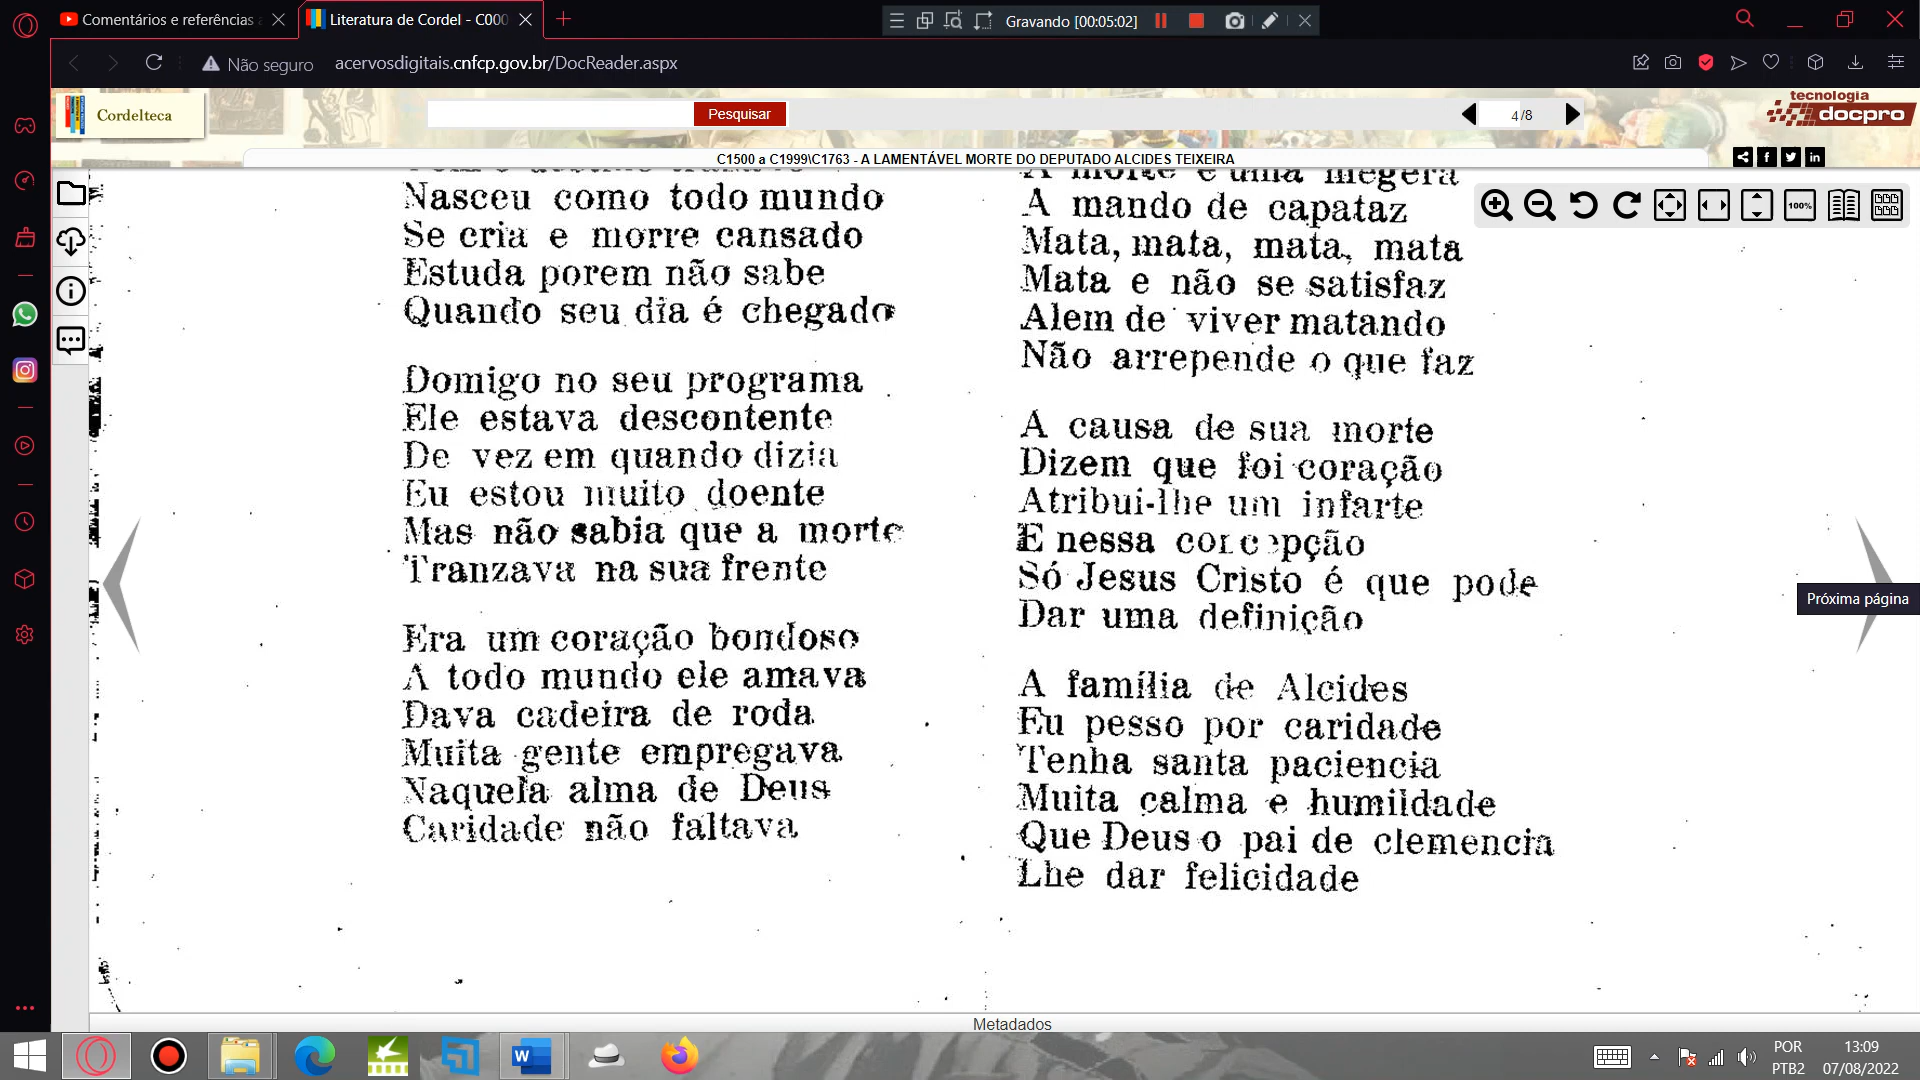 Comentários e referências
Literatura de Cordel - C000
Gravando [00:05:02]
Não seguro
acervosdigitais.cnfcp.gov.br/DocReader.aspx
Cordelteca
Pesquisar
4 /8
tecnologia
docpro
C1500 a C1999\C1763 - A LAMENTÁVEL MORTE DO DEPUTADO ALCIDES TEIXEIRA
100%
Nasceu como todo mundo
Se cria e morre cansado
Estuda porem não sabe
Quando seu dia é chegado
Domigo no seu programa
Ele estava descontente
De vez em quando dizia
Eu estou muito doente
Mas não sabia que a morte
Tranzava na sua frente
Era um coração bondoso
A todo mundo ele amava
Dava cadeira de roda
Muita gente empregava
Naquela alma de Deus
Caridade não faltava
A morte é uma megera
A mando de capataz
Mata, mata, mata, mata
Mata e não se satisfaz
Alem de viver matando
Não arrepende o que faz
A causa de sua morte
Dizem que foi coração
Atribui-lhe um infarte
E nessa concepção
Só Jesus Cristo é que pode
Dar uma definição
A família de Alcides
Eu pesso por caridade
Tenha santa paciencia
Muita calma e humildade
Que Deus o pai de clemencia
Lhe dar felicidade
Próxima página
Metadados
POR
PTB2
13:09
07/08/2022